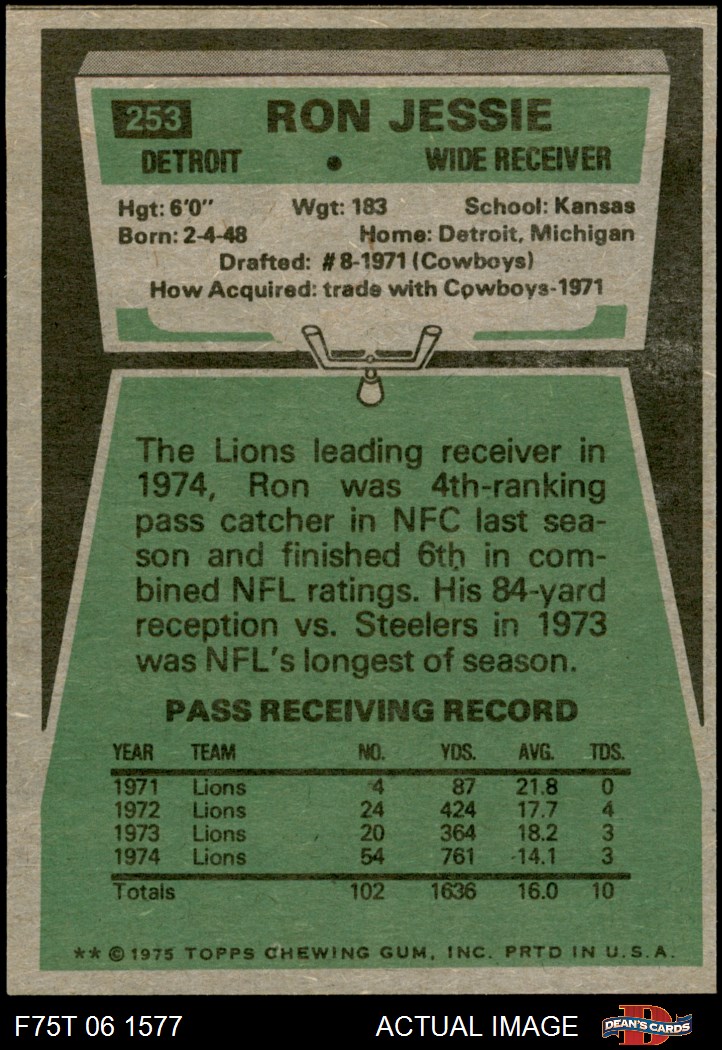 253 RON JESSIE
DETROIT • WIDE RECEIVER
Hgt: 6'0" Wgt: 183 School: Kansas
Born: 2-4-48 Home: Detroit, Michigan
Drafted: #8-1971 (Cowboys)
How Acquired: trade with Cowboys-1971
The Lions leading receiver in
1974, Ron was 4th-ranking
pass catcher in NFC last sea-
son and finished 6th in com-
bined NFL ratings. His 84-yard
reception vs. Steelers in 1973
was NFL's longest of season.
PASS RECEIVING RECORD
YEAR TEAM NO. YDS. AVG. TDS.
1971 Lions 4 87 21.8 0
1972 Lions 24 424 17.7 4
1973 Lions 20 364 18.2 3
1974 Lions 54 761 14.1 3
Totals 102 1636 16.0 10
** © 1975 TOPPS CHEWING GUM, INC. PRTD IN U.S.A.
F75T 06 1577 ACTUAL IMAGE D DEAN'S CARDS